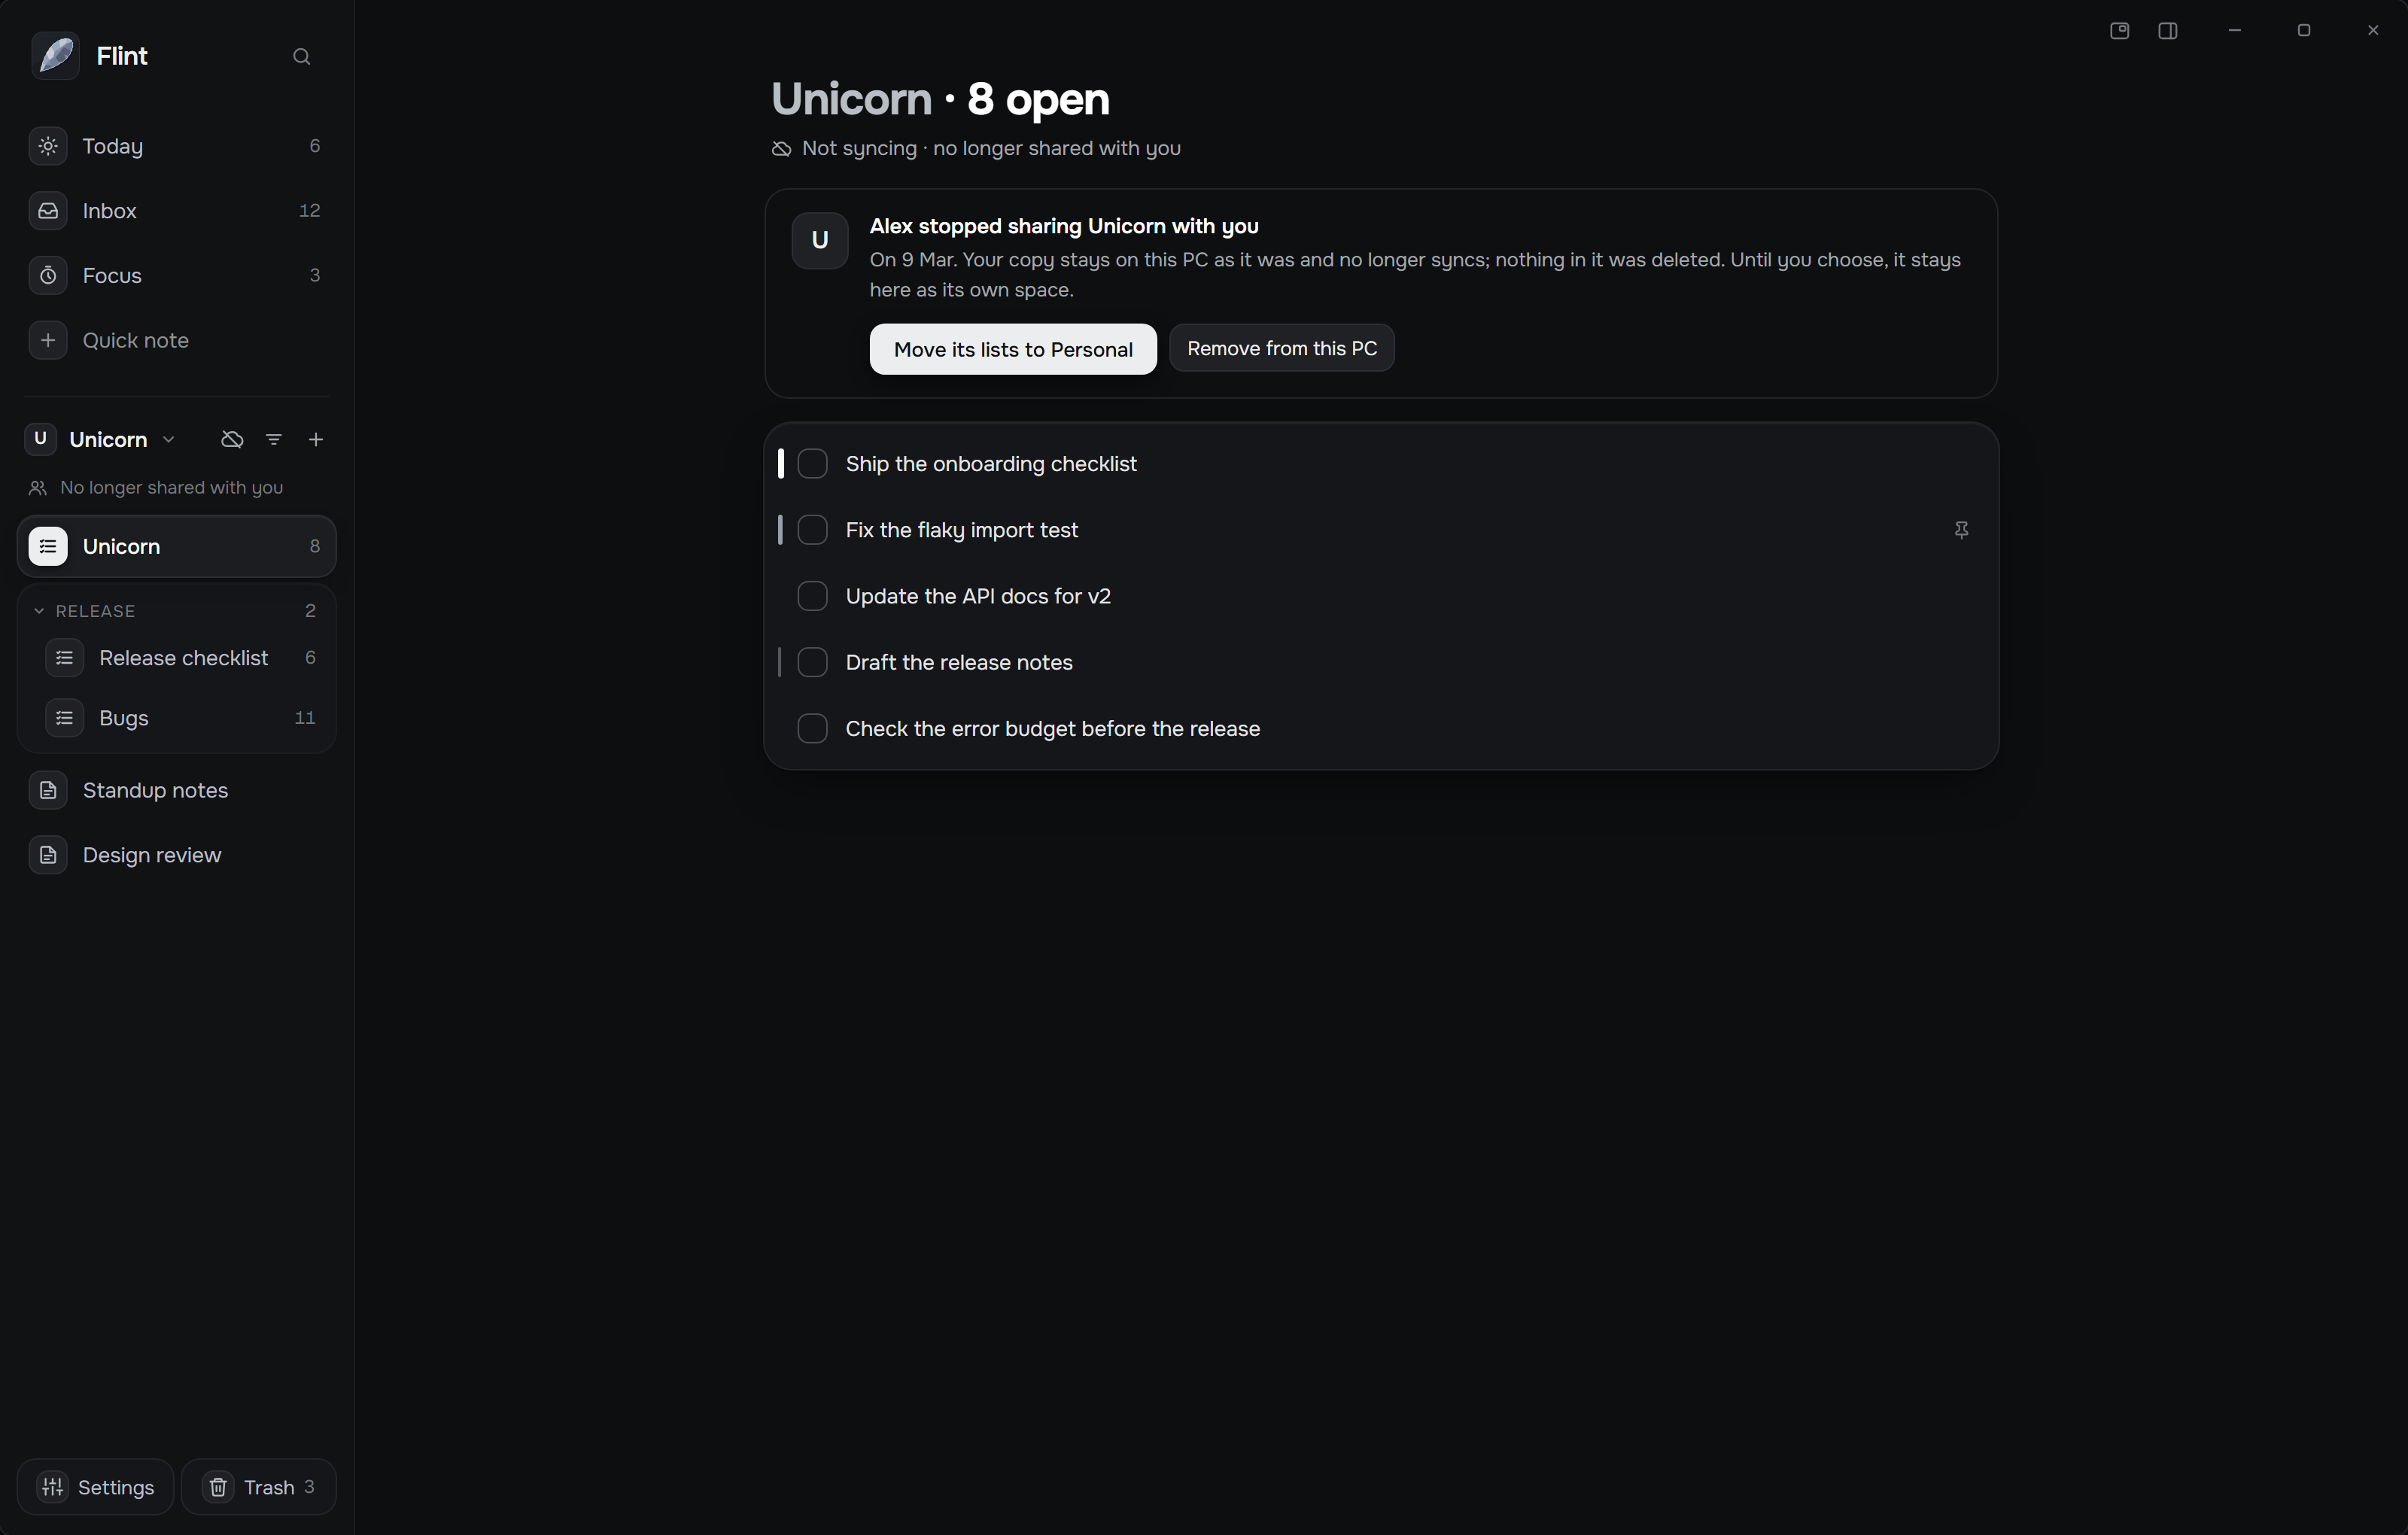 Flint
Today 6
Inbox 12
Focus 3
Quick note
U Unicorn
No longer shared with you
Unicorn 8
RELEASE 2
Release checklist 6
Bugs 11
Standup notes
Design review
Settings
Trash 3
Unicorn · 8 open
Not syncing · no longer shared with you
U
Alex stopped sharing Unicorn with you
On 9 Mar. Your copy stays on this PC as it was and no longer syncs; nothing in it was deleted. Until you choose, it stays
here as its own space.
Move its lists to Personal
Remove from this PC
Ship the onboarding checklist
Fix the flaky import test
Update the API docs for v2
Draft the release notes
Check the error budget before the release